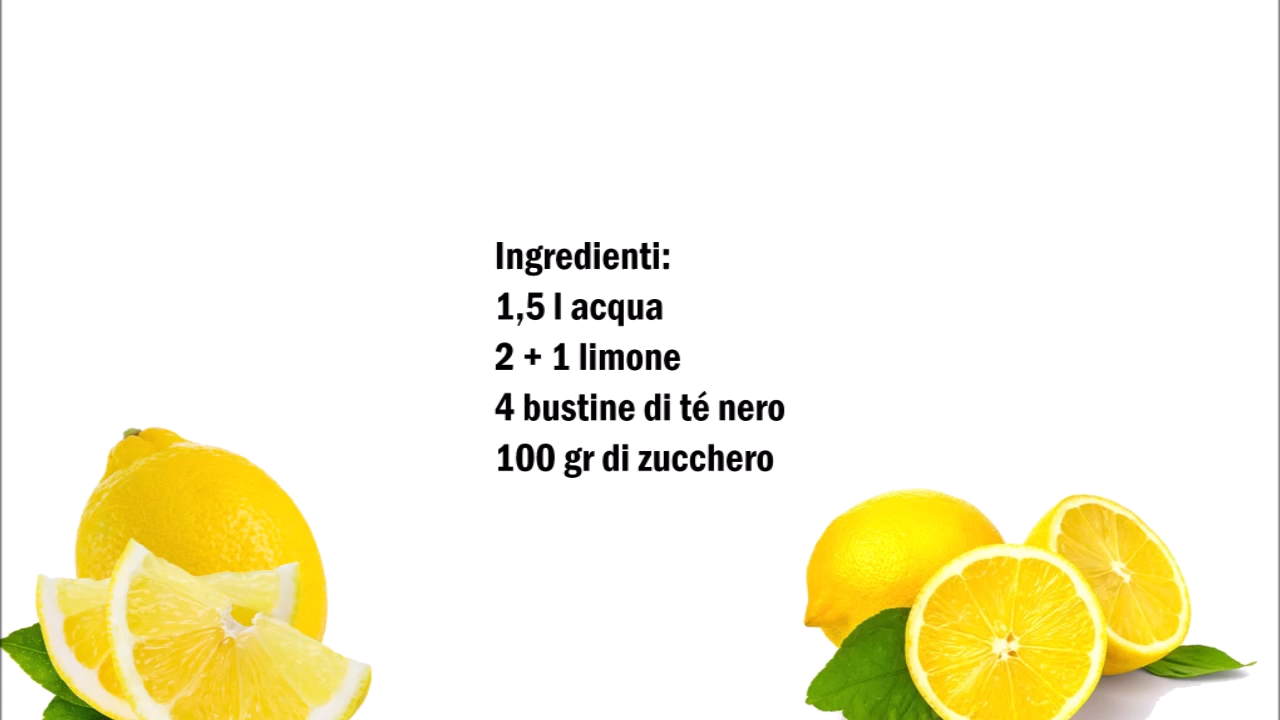 Ingredienti:
1,5 l acqua
2 + 1 limone
4 bustine di té nero
100 gr di zucchero